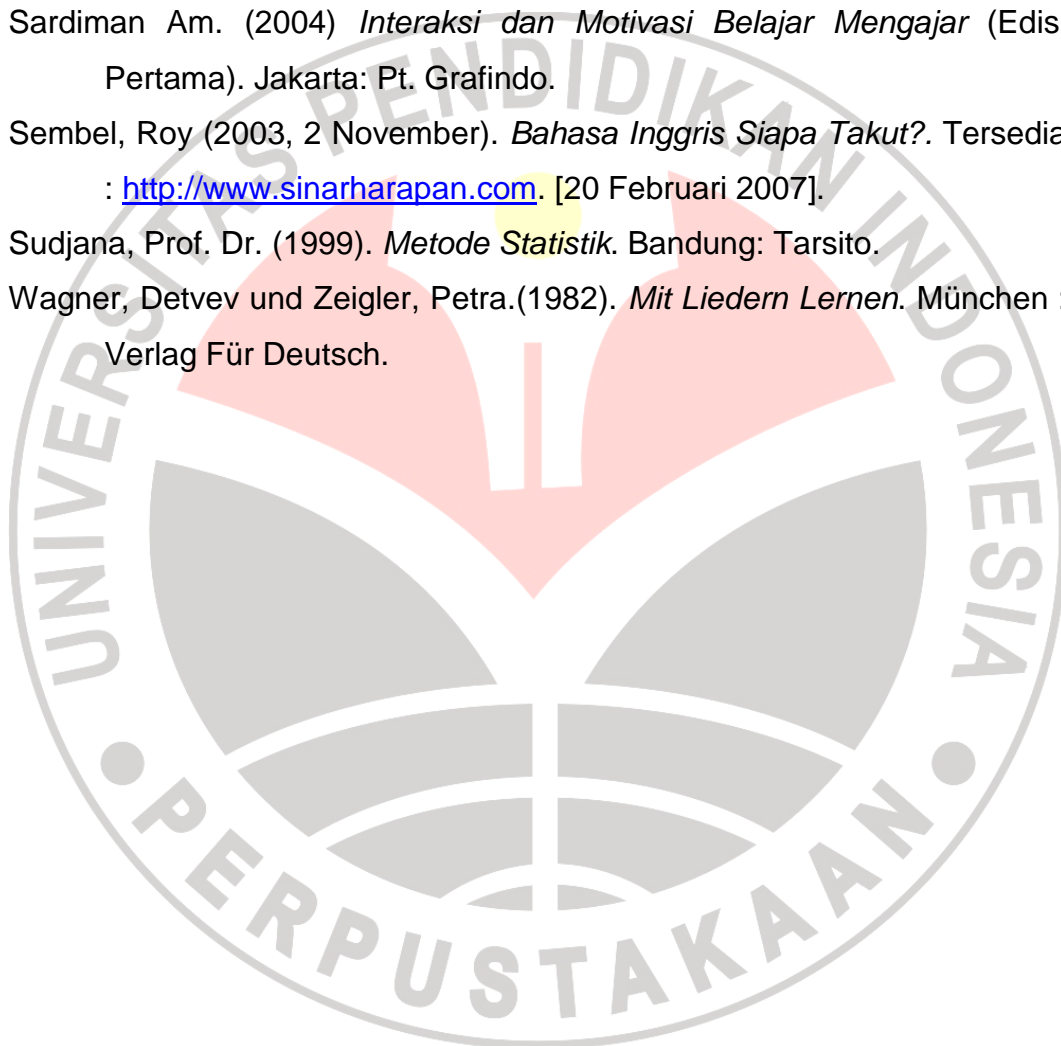 Sardiman Am. (2004) Interaksi dan Motivasi Belajar Mengajar (Edis
Pertama). Jakarta: Pt. Grafindo.
Sembel, Roy (2003, 2 November). Bahasa Inggris Siapa Takut?. Tersedia
: http://www.sinarharapan.com. [20 Februari 2007].
Sudjana, Prof. Dr. (1999). Metode Statistik. Bandung: Tarsito.
Wagner, Detvev und Zeigler, Petra.(1982). Mit Liedern Lernen. München :
Verlag Für Deutsch.
UNIVERSITAS PENDIDIKAN INDONESIA
PERPUSTAKAAN